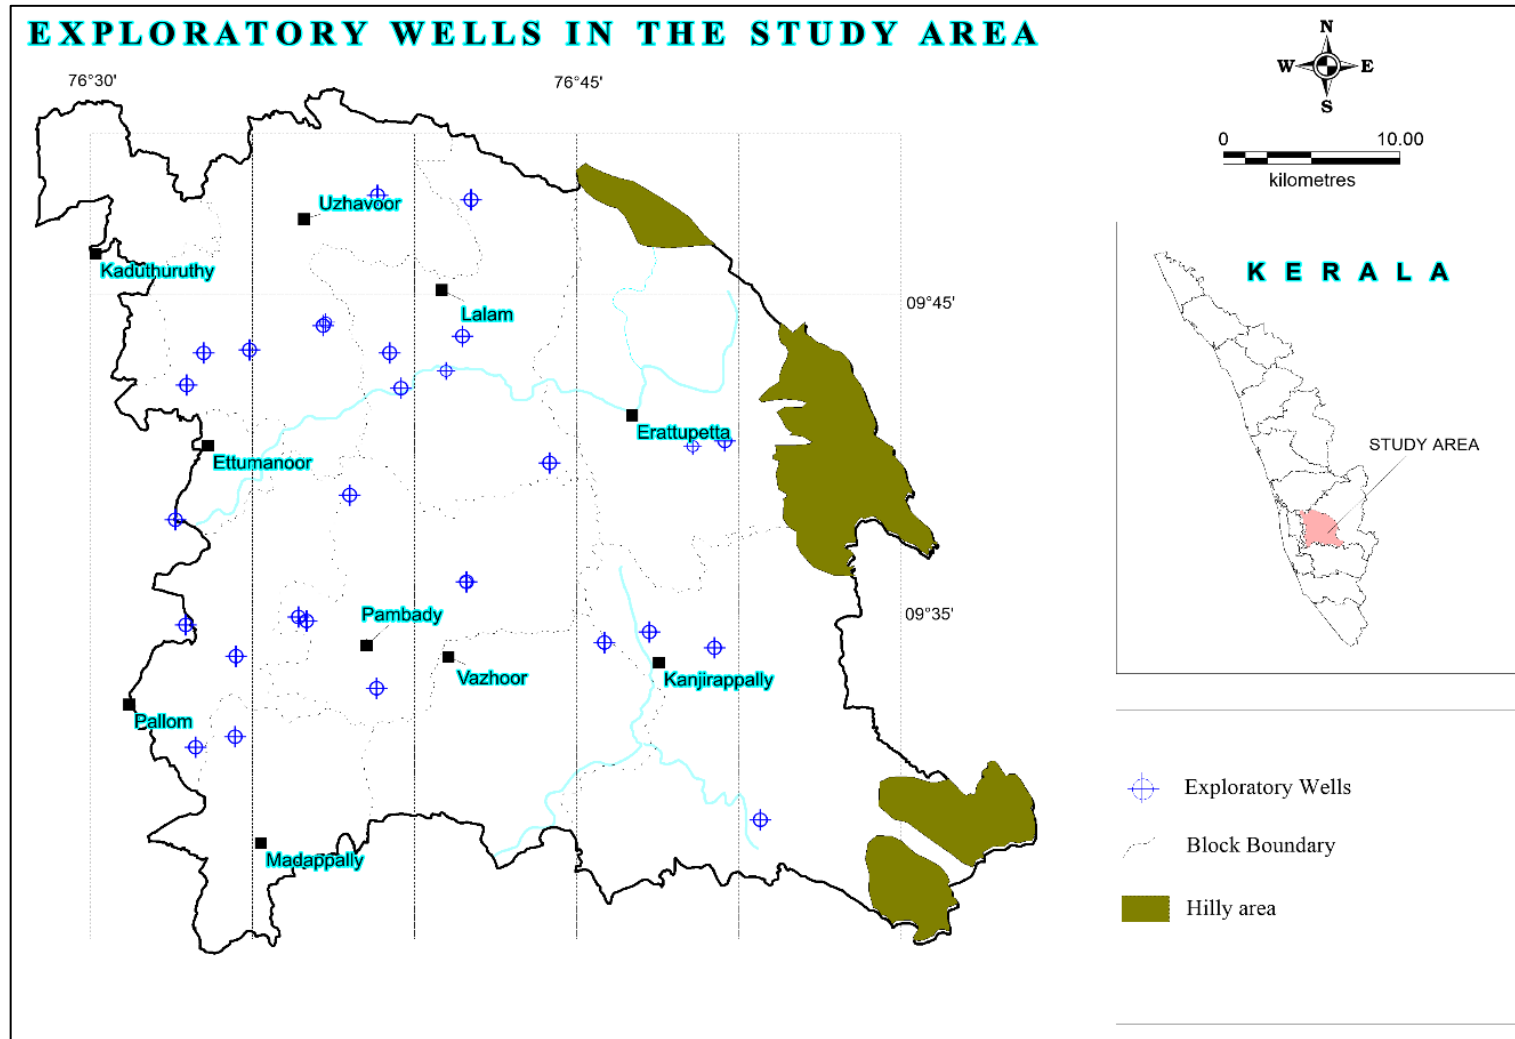 EXPLORATORY WELLS IN THE STUDY AREA
N
W E
S
76°30'
76°45'
0 10.00
kilometres
Uzhavoor
Kaduthuruthy
KERALA
09°45'
Lalam
Erattupetta
STUDY AREA
Ettumanoor
09°35'
Pambady
Vazhoor
Kanjirappally
Pallom
Exploratory Wells
Block Boundary
Madappally
Hilly area